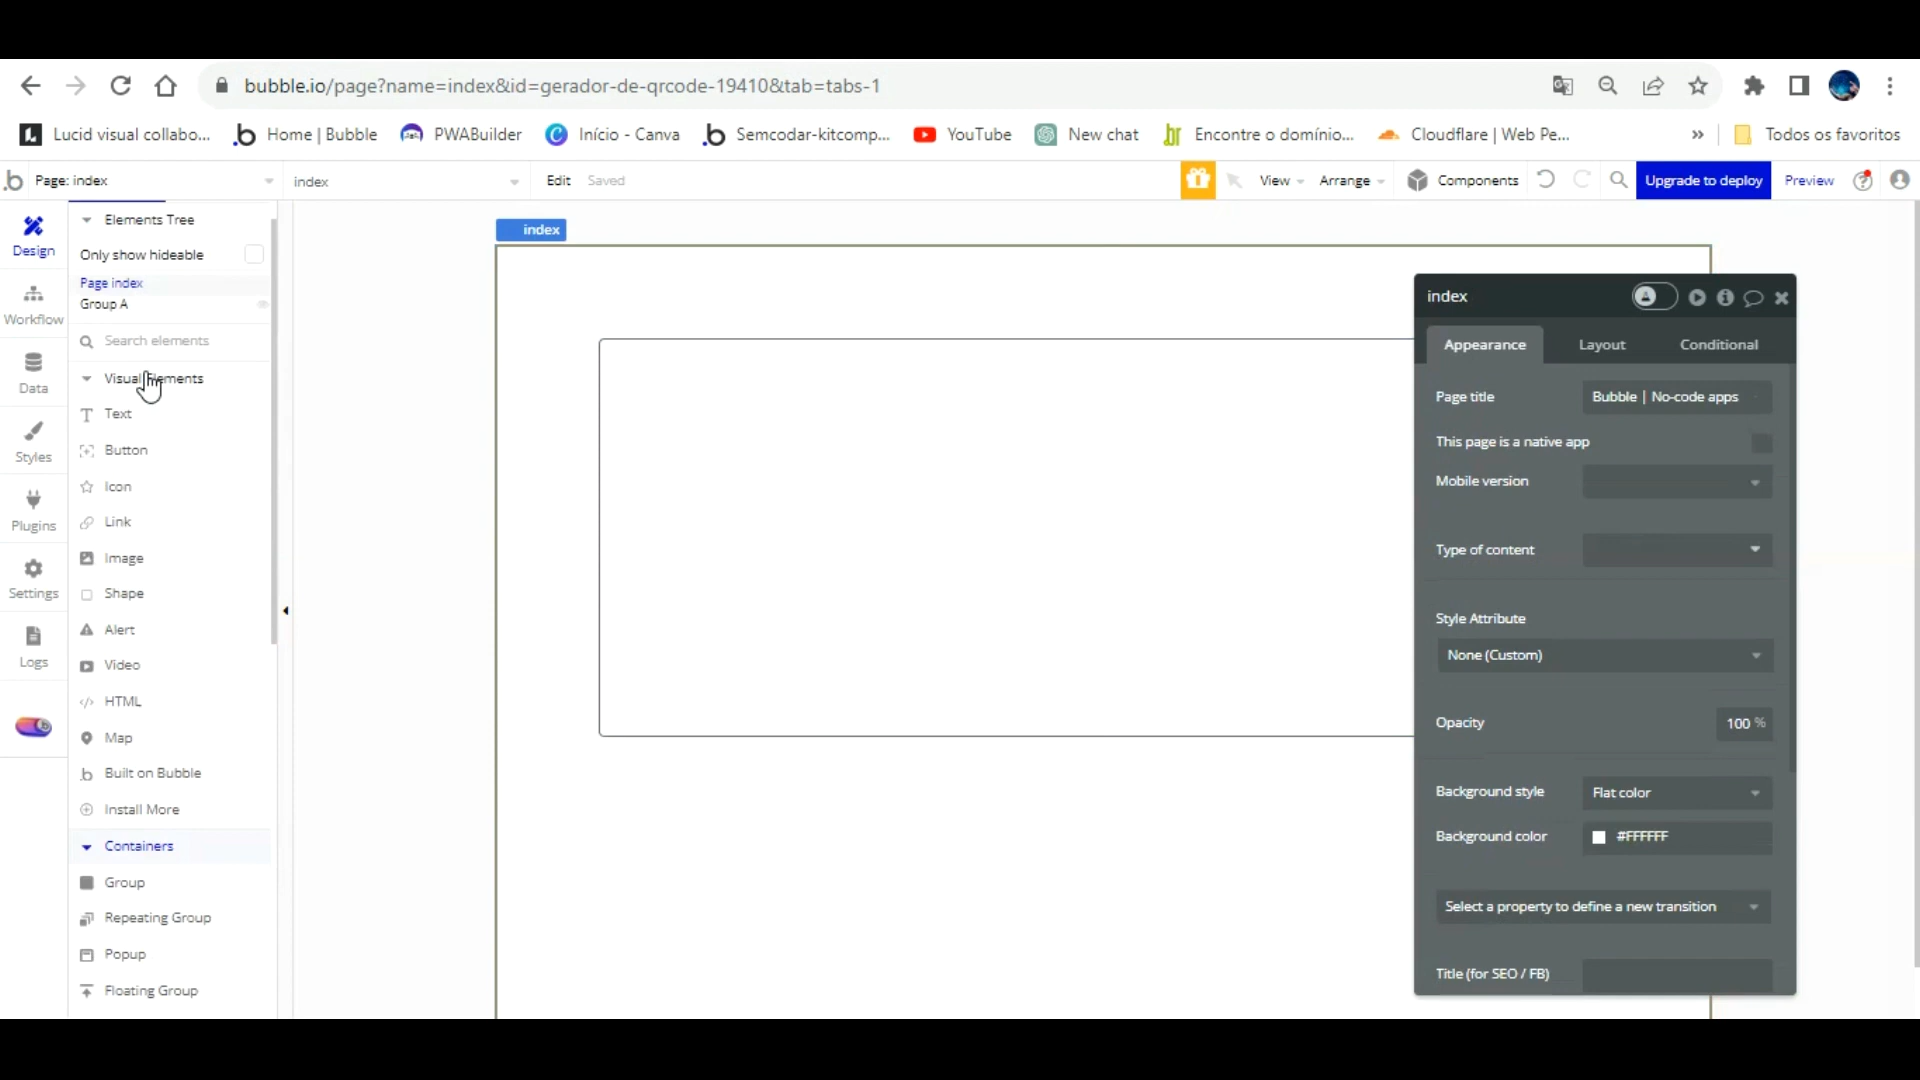 bubble.io/page?name=index&id=gerador-de-qrcode-19410&tab=tabs-1
Lucid visual collabo... Home | Bubble PWABuilder Início - Canva Semcodar-kitcomp... YouTube New chat Encontre o domínio... Cloudflare | Web Pe... » Todos os favoritos
Page: index index Edit Saved View Arrange Components Upgrade to deploy Preview
Design
Workflow
Data
Styles
Plugins
Settings
Logs
Elements Tree
Only show hideable
Page index
Group A
Search elements
Visual Elements
Text
Button
Icon
Link
Image
Shape
Alert
Video
HTML
Map
Built on Bubble
Install More
Containers
Group
Repeating Group
Popup
Floating Group
index
index
Appearance Layout Conditional
Page title Bubble | No-code apps
This page is a native app
Mobile version
Type of content
Style Attribute
None (Custom)
Opacity 100 %
Background style Flat color
Background color #FFFFFF
Select a property to define a new transition
Title (for SEO / FB)